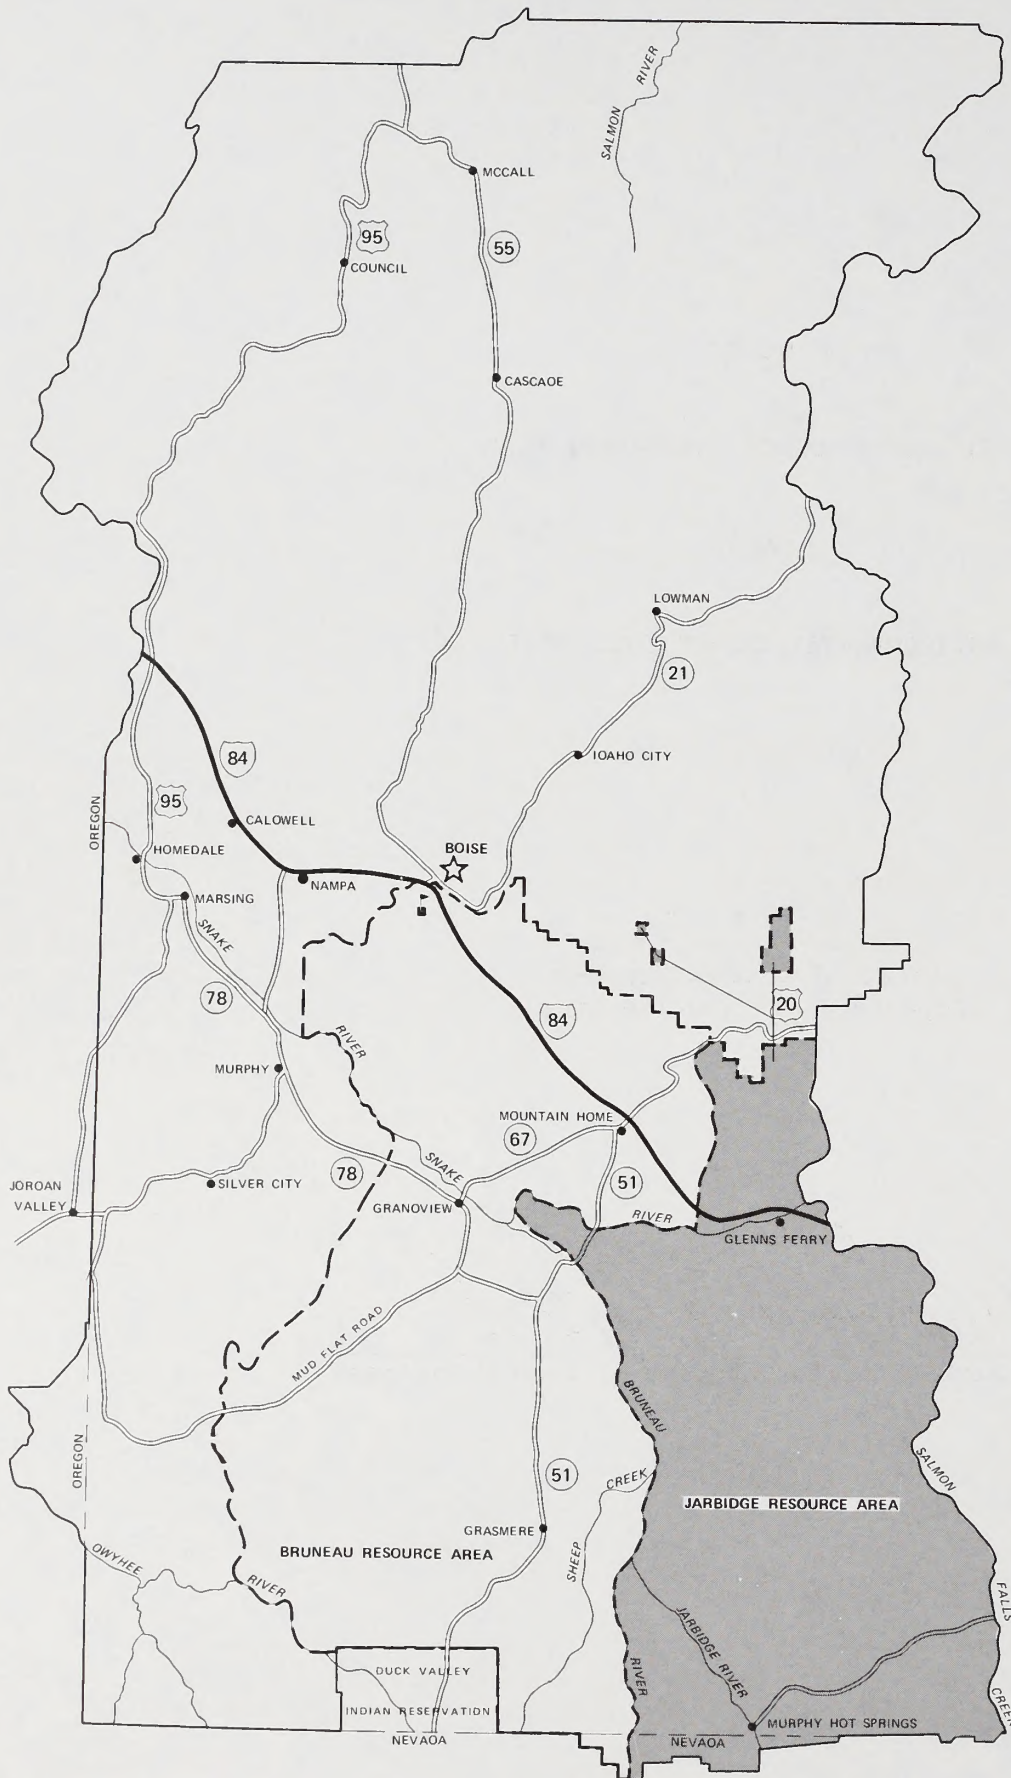 SALMON RIVER
MCCALL
95
55
COUNCIL
CASCAOE
LOWMAN
21
IOAHO CITY
84
95
OREGON
CALOWELL
HOMEDALE
BOISE
NAMPA
MARSING
SNAKE
78
20
RIVER
84
MURPHY
MOUNTAIN HOME
67
78
SNAKE
51
JOROAN
VALLEY
SILVER CITY
GRANOVIEW
RIVER
GLENNS FERRY
MUD FLAT ROAD
BRUNEAU
OREGON
SALMON
51
CREEK
JARBIDGE RESOURCE AREA
GRASMERE
BRUNEAU RESOURCE AREA
OWYHEE
RIVER
SHEEP
FALLS
JARBIDGE RIVER
DUCK VALLEY
RIVER
INDIAN RESERVATION
CREEK
MURPHY HOT SPRINGS
NEVAOA
NEVAOA